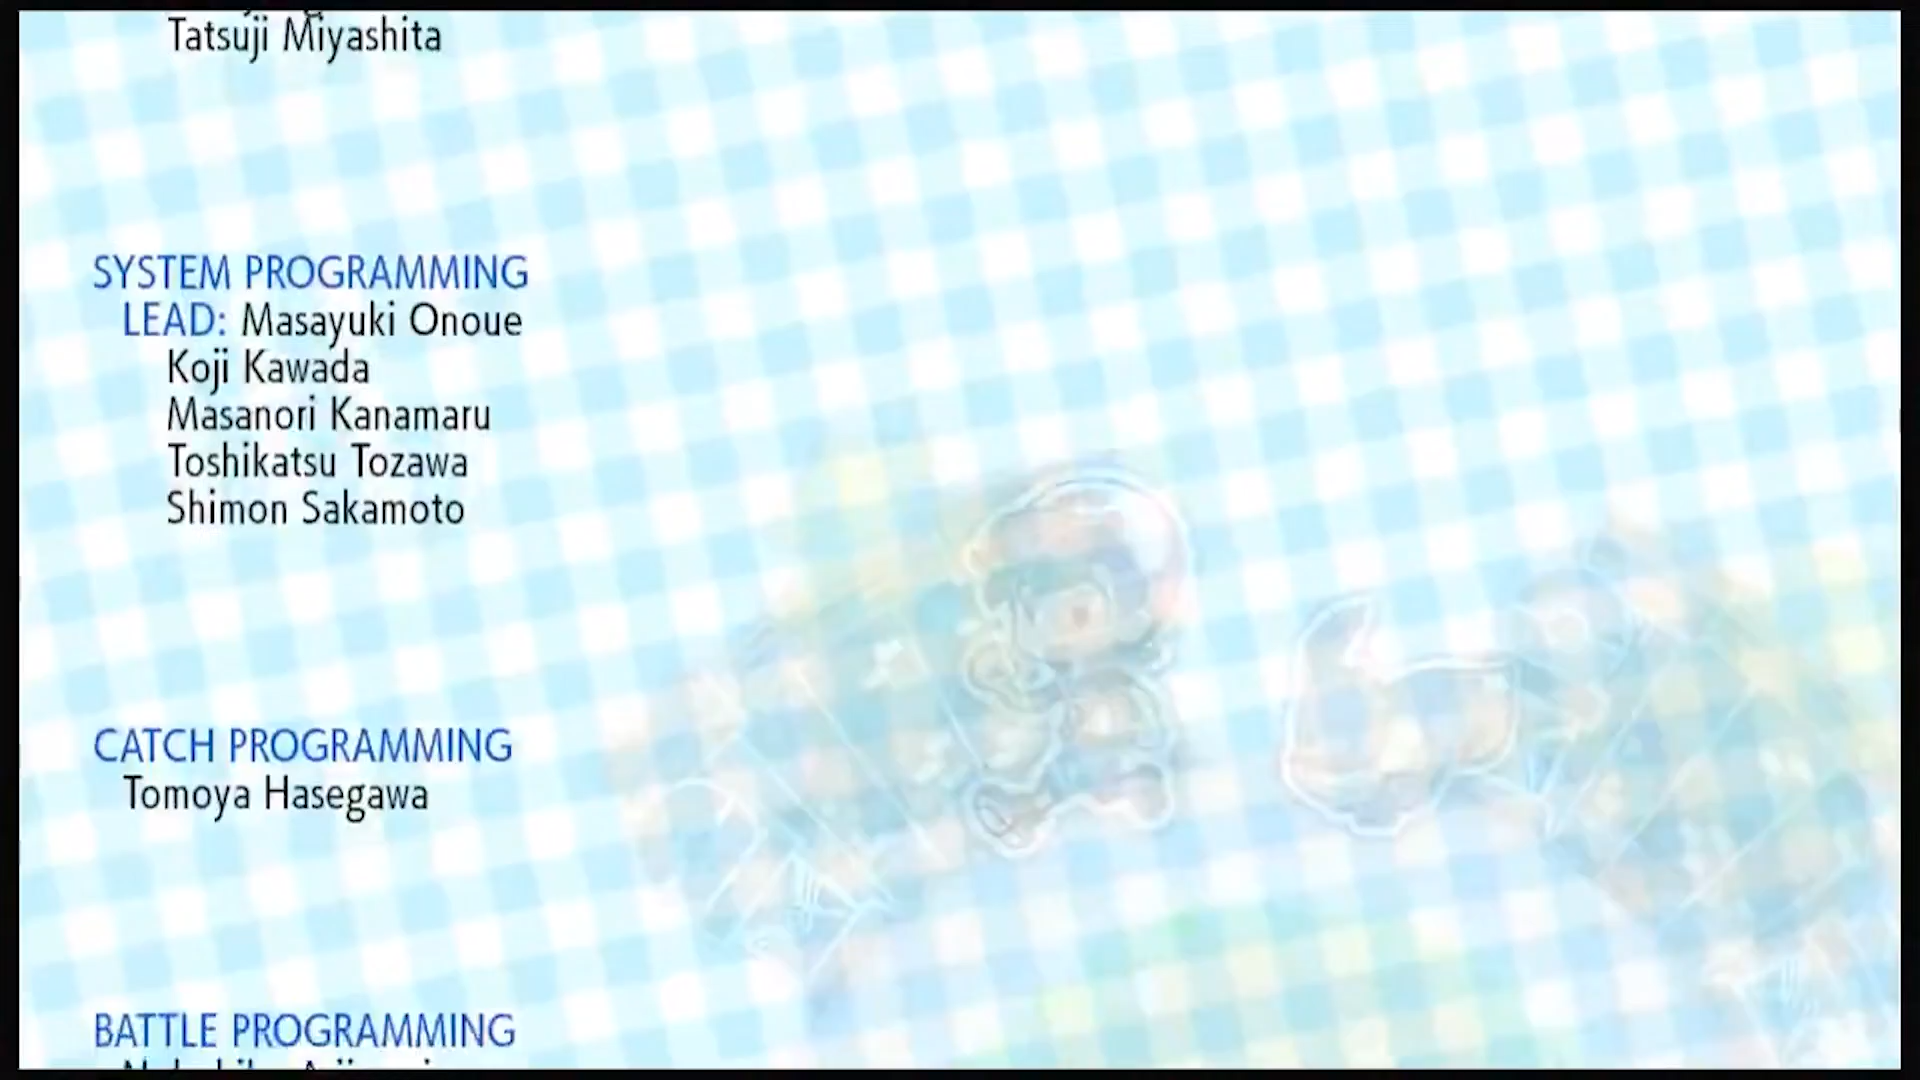 Tatsuji Miyashita
SYSTEM PROGRAMMING
LEAD: Masayuki Onoue
Koji Kawada
Masanori Kanamaru
Toshikatsu Tozawa
Shimon Sakamoto
CATCH PROGRAMMING
Tomoya Hasegawa
BATTLE PROGRAMMING